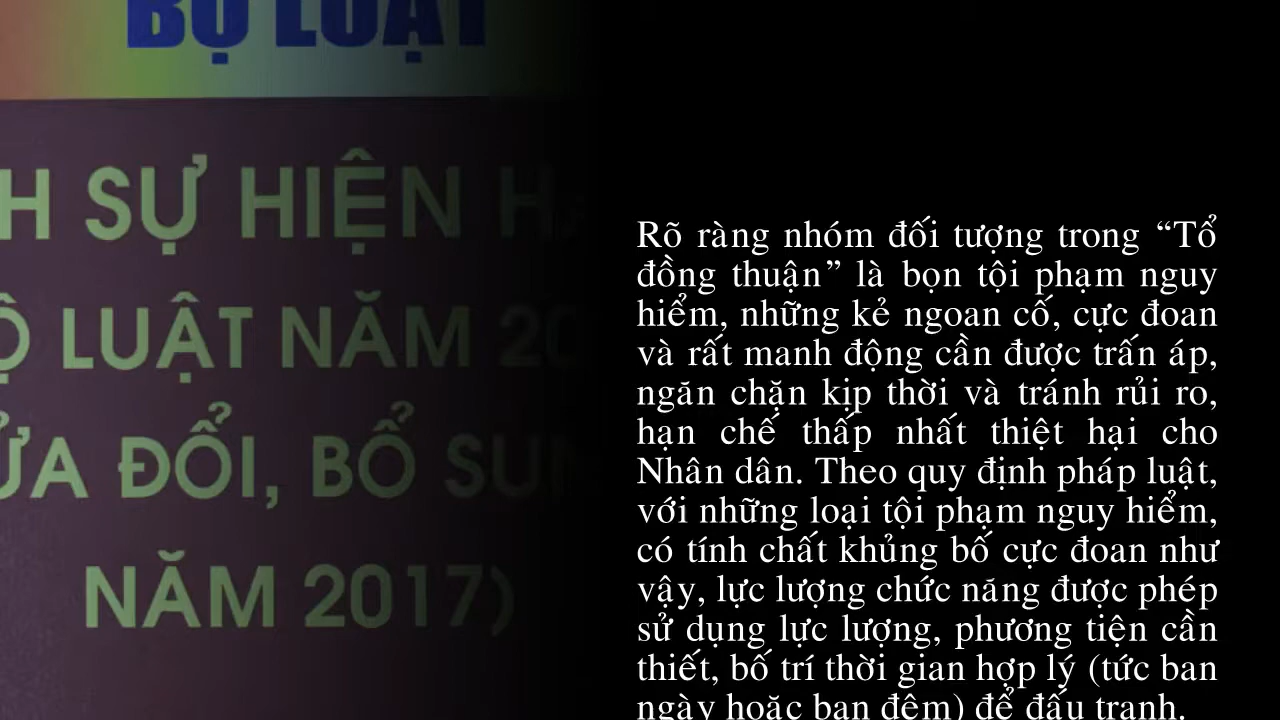 BỘ LUẬT
H SỰ HIỆN H
Ộ LUẬT NĂM 20
ỬA ĐỔI, BỔ SUN
NĂM 2017)
Rõ ràng nhóm đối tượng trong “Tổ
đồng thuận” là bọn tội phạm nguy
hiểm, những kẻ ngoan cố, cực đoan
và rất manh động cần được trấn áp,
ngăn chặn kịp thời và tránh rủi ro,
hạn chế thấp nhất thiệt hại cho
Nhân dân. Theo quy định pháp luật,
với những loại tội phạm nguy hiểm,
có tính chất khủng bố cực đoan như
vậy, lực lượng chức năng được phép
sử dụng lực lượng, phương tiện cần
thiết, bố trí thời gian hợp lý (tức ban
ngày hoặc ban đêm) để đấu tranh.